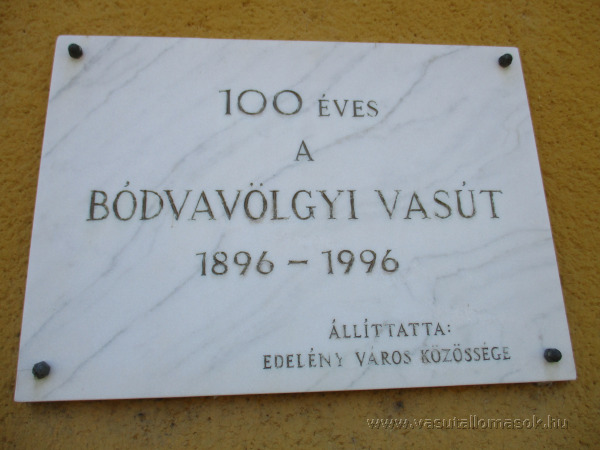 100 ÉVES
A
BÓDVAVÖLGYI VASÚT
1896 – 1996
ÁLLÍTTATTA:
EDELÉNY VÁROS KÖZÖSSÉGE
www.vasutallomasok.hu